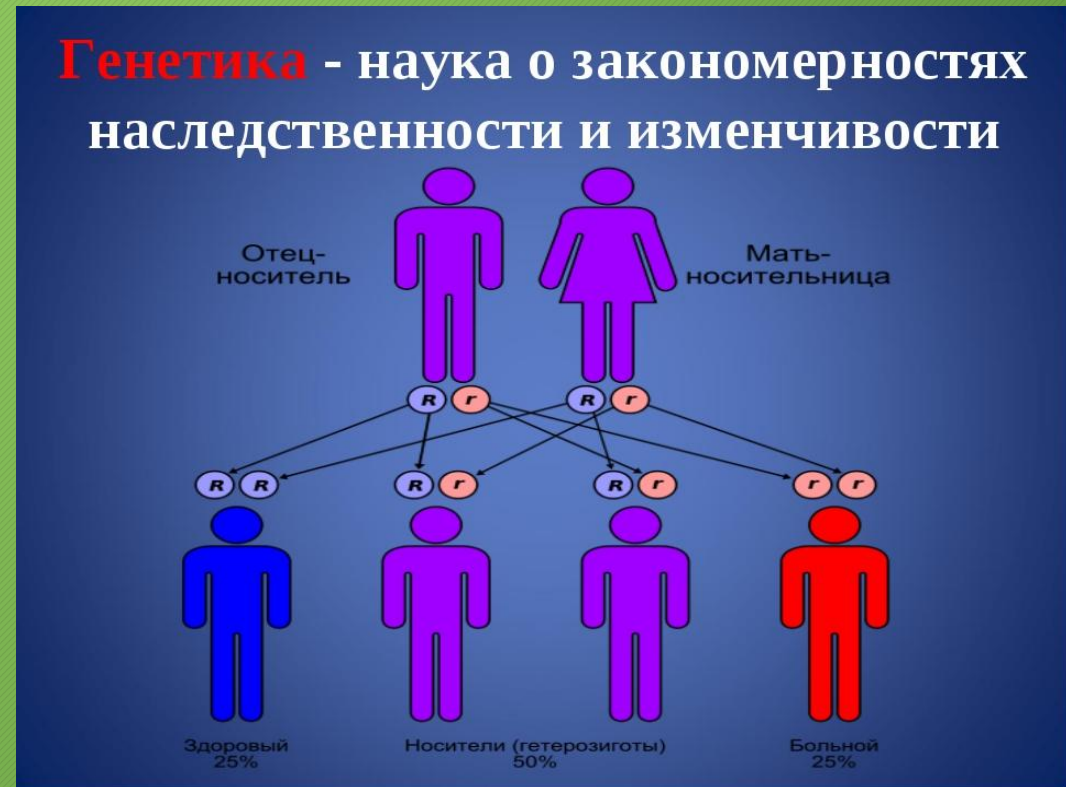 Генетика - наука о закономерностях
наследственности и изменчивости
Отец-
носитель
Мать-
носительница
R r R r
R R R r R r r r
Здоровый
25%
Носители (гетерозиготы)
50%
Больной
25%